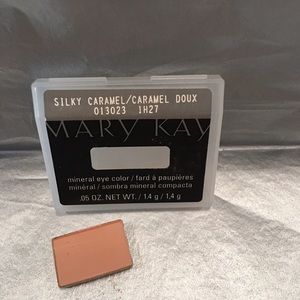 SILKY CARAMEL/CARAMEL DOUX
013023 1H27
MARY KAY
mineral eye color / fard à paupières
minéral / sombra mineral compacta
.05 OZ. NET WT. / 1,4 g / 1.4 g